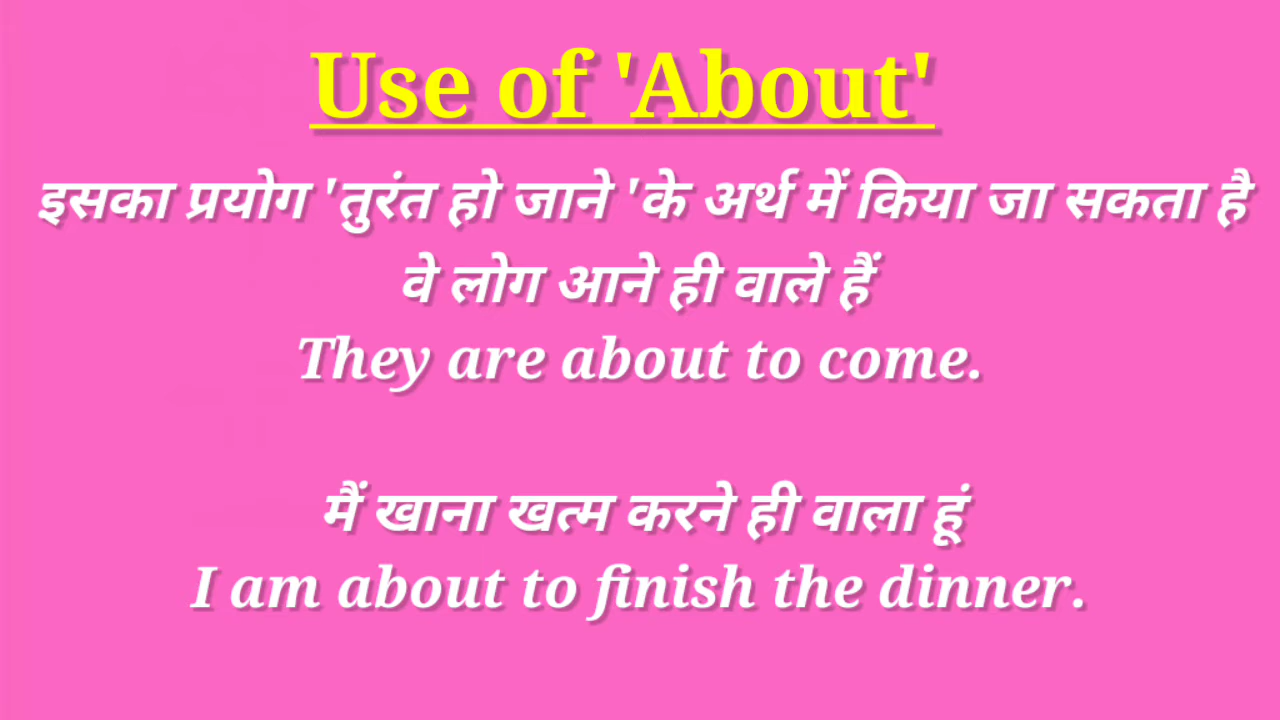 Use of 'About'
इसका प्रयोग 'तुरंत हो जाने 'के अर्थ में किया जा सकता है
वे लोग आने ही वाले हैं
They are about to come.
मैं खाना खत्म करने ही वाला हूं
I am about to finish the dinner.